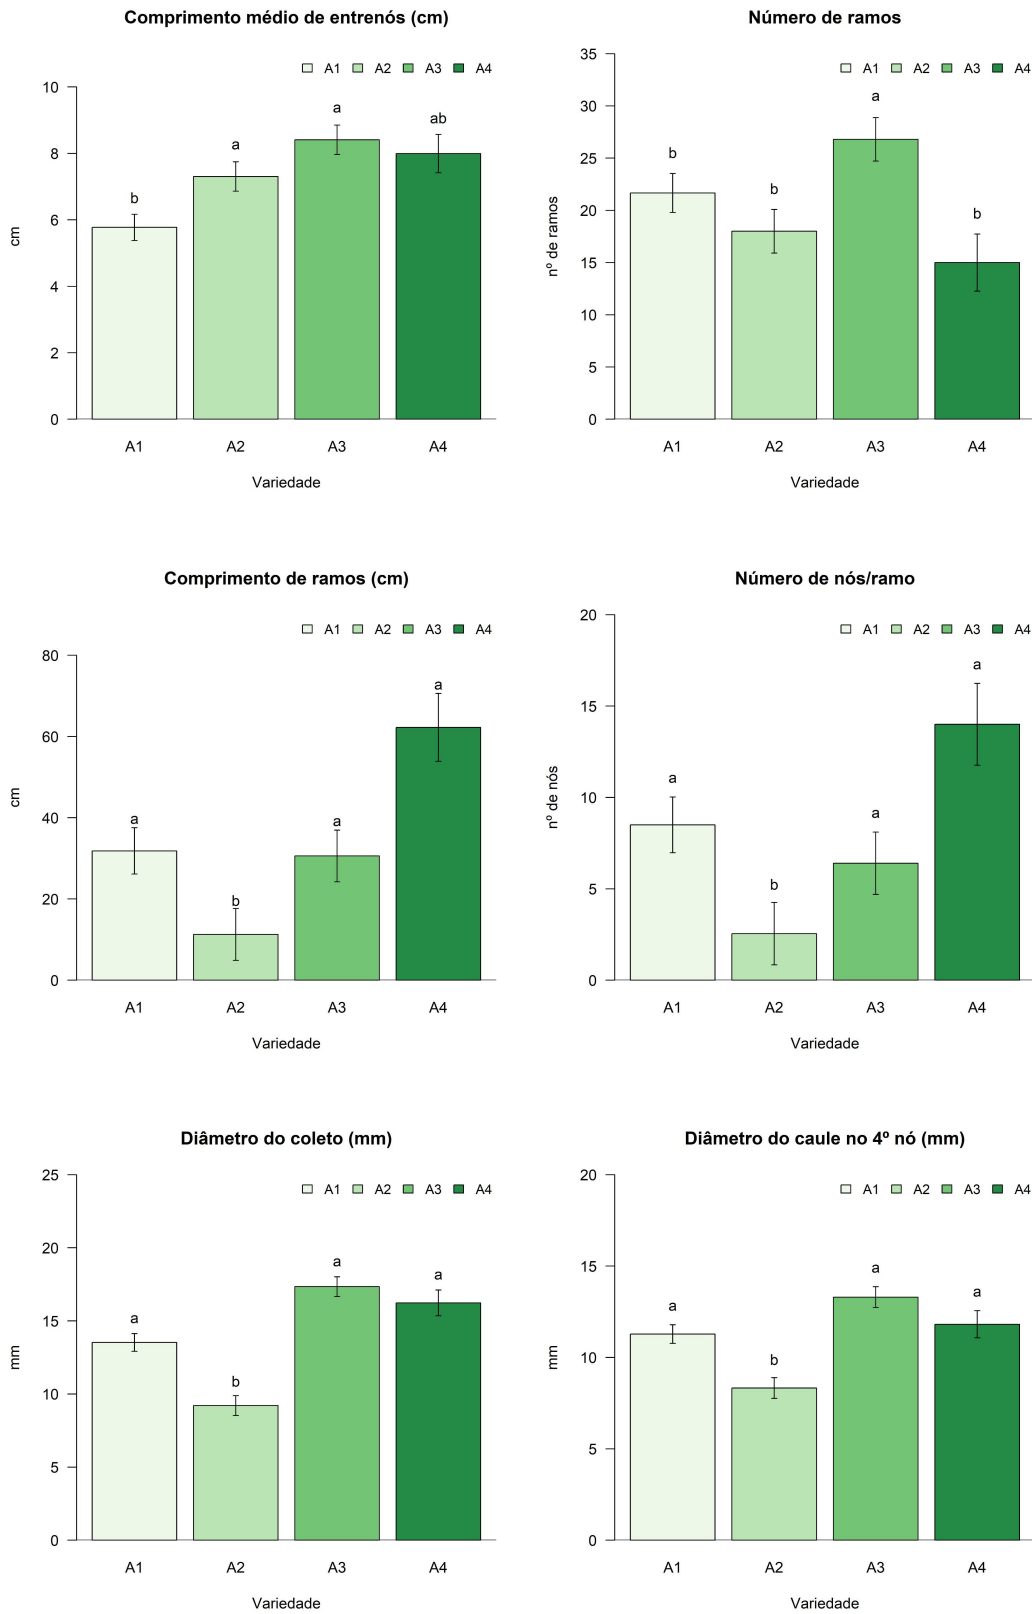 Comprimento médio de entrenós (cm)
A1 A2 A3 A4
10
8
6
4
2
0
cm
b
a
a
ab
A1 A2 A3 A4
Variedade
Número de ramos
A1 A2 A3 A4
35
30
25
20
15
10
5
0
nº de ramos
b
b
a
b
A1 A2 A3 A4
Variedade
Comprimento de ramos (cm)
A1 A2 A3 A4
80
60
40
20
0
cm
a
b
a
a
A1 A2 A3 A4
Variedade
Número de nós/ramo
A1 A2 A3 A4
20
15
10
5
0
nº de nós
a
b
a
a
A1 A2 A3 A4
Variedade
Diâmetro do coleto (mm)
A1 A2 A3 A4
25
20
15
10
5
0
mm
a
b
a
a
A1 A2 A3 A4
Variedade
Diâmetro do caule no 4º nó (mm)
A1 A2 A3 A4
20
15
10
5
0
mm
a
b
a
a
A1 A2 A3 A4
Variedade